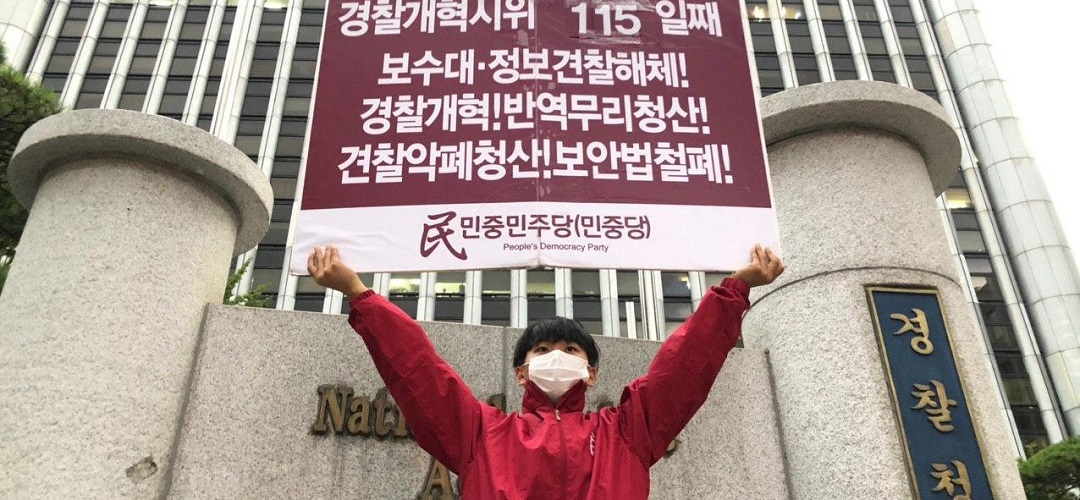 경찰개혁시위 115 일째
보수대·정보견찰해체!
경찰개혁!반역무리청산!
견찰악폐청산!보안법철폐!
民 민중민주당(민중당)
People's Democracy Party
경찰청